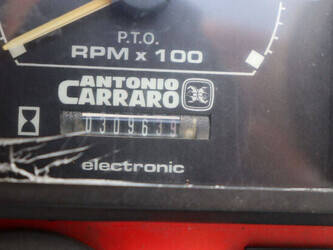 P.T.O.
RPM x 100
ANTONIO
CARRARO
electronic